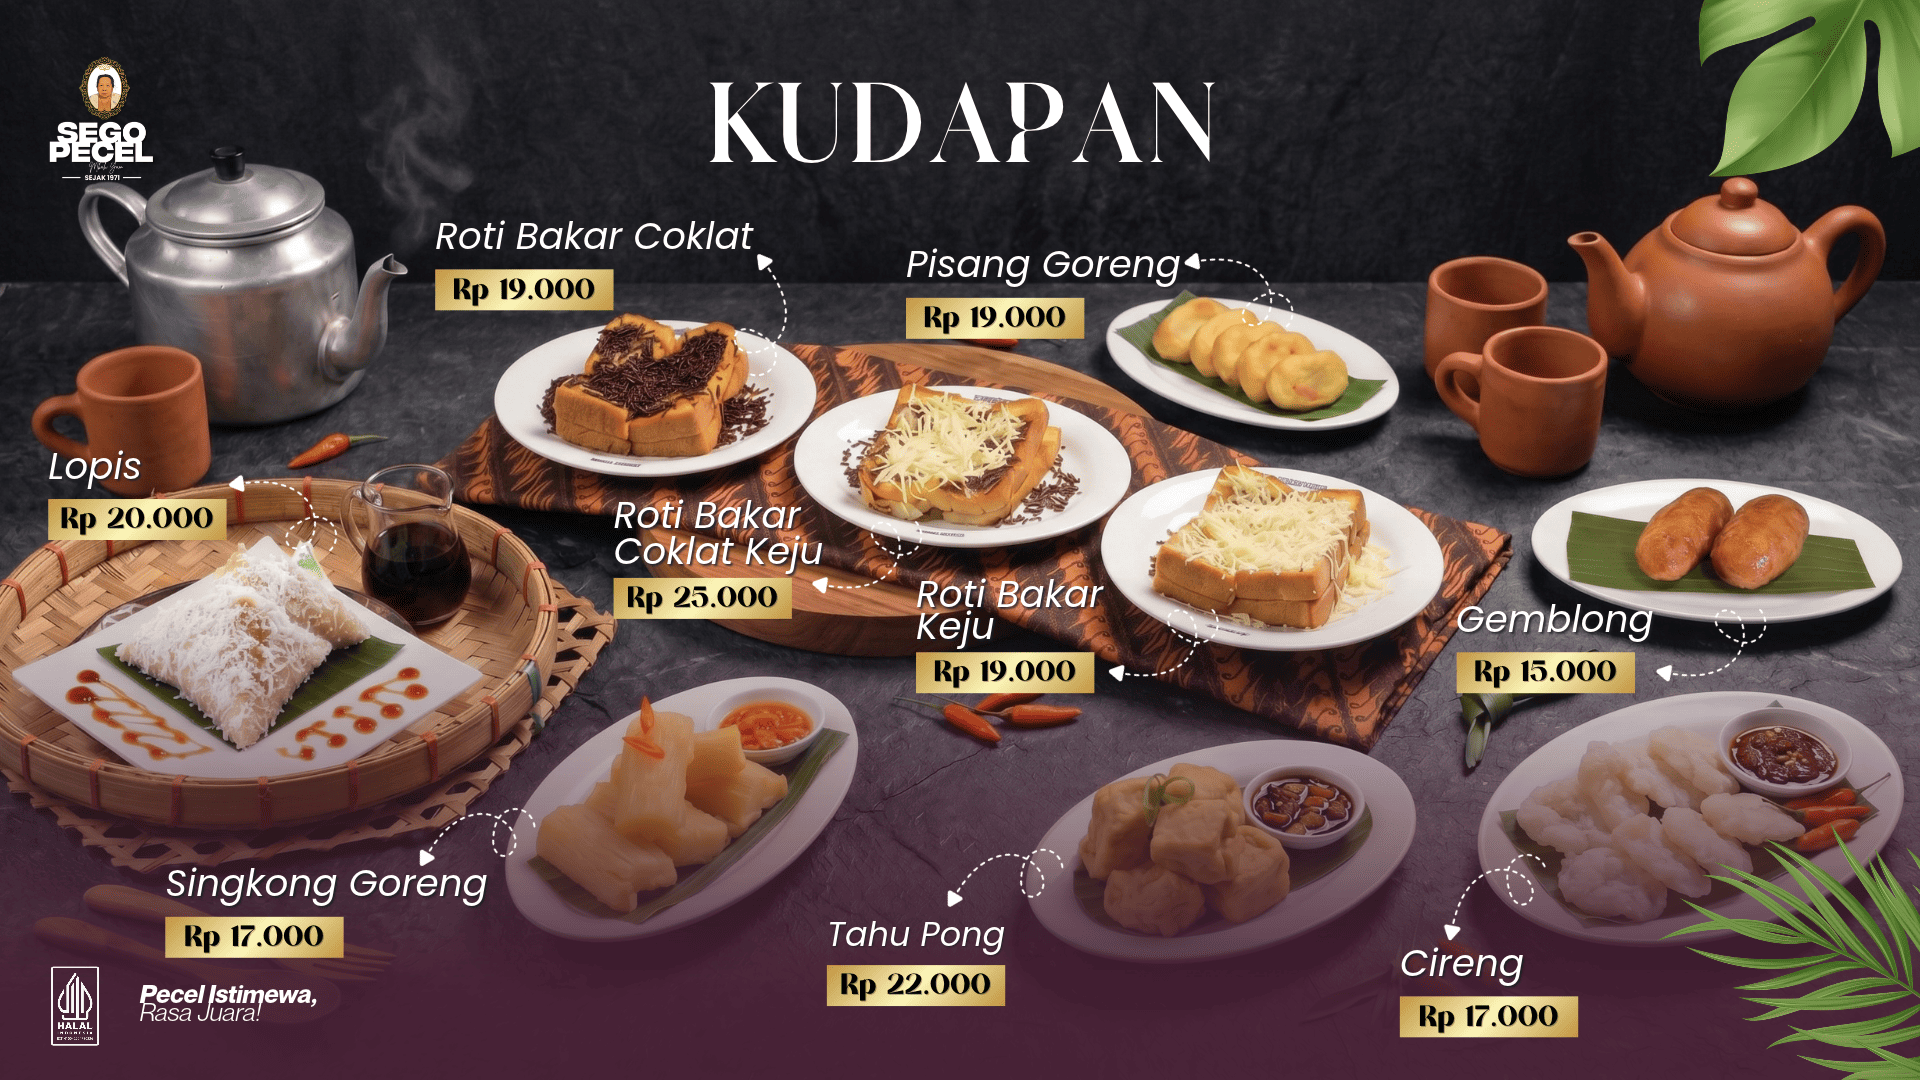 SEGO
PECEL
SEJAK 1971
KUDAPAN
Roti Bakar Coklat
Rp 19.000
Pisang Goreng
Rp 19.000
Lopis
Rp 20.000
Roti Bakar
Coklat Keju
Rp 25.000
Roti Bakar
Keju
Rp 19.000
Gemblong
Rp 15.000
Singkong Goreng
Rp 17.000
Tahu Pong
Rp 22.000
Cireng
Rp 17.000
HALAL
INDONESIA
Pecel Istimewa,
Rasa Juara!